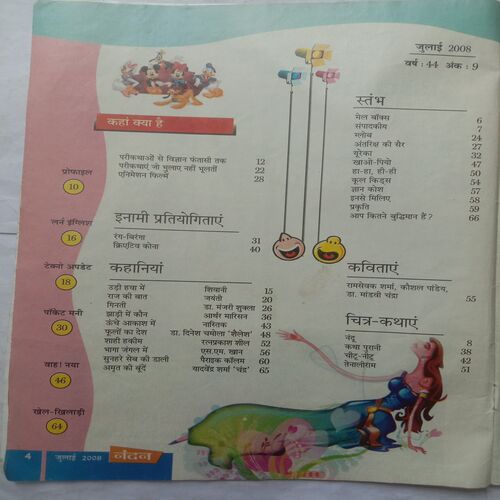 जुलाई 2008
वर्ष : 44 अंक : 9
कहां क्या है
परीकथाओं से विज्ञान फंतासी तक 12
परीकथाएं जो भुलाए नहीं भूलतीं 22
एनिमेशन फिल्में 28
प्रोफाइल
10
लर्न इंग्लिश
16
टेक्नो अपडेट
18
पॉकेट मनी
30
वाह! नया
46
खेल-खिलाड़ी
64
इनामी प्रतियोगिताएं
रंग-बिरंगा 31
क्रिएटिव कोना 40
कहानियां
उड़ी हवा में शिवानी 15
राज की बात जयंती 20
गिनती डा. मंजरी शुक्ला 26
झाड़ी में कौन आर्थर मारिसन 36
ऊंचे आकाश में नास्तिक 43
फूलों का देश डा. दिनेश चमोला 'शैलेश' 48
शाही हकीम रत्नप्रकाश शील 52
भागा जंगल में एस.एम. खान 56
सुनहरे सेब की डाली पैराइक कॉलम 60
अमृत की बूंदें यादवेंद्र शर्मा 'चंद्र' 65
स्तंभ
मेल बॉक्स 6
संपादकीय 7
ग्लोब 24
अंतरिक्ष की सैर 27
यूरेका 32
खाओ-पियो 47
हा-हा, ही-ही 50
कूल किड्स 54
ज्ञान कोश 57
इनसे मिलिए 58
प्रकृति 59
आप कितने बुद्धिमान हैं? 66
कविताएं
रामसेवक शर्मा, कौशल पांडेय,
डा. मांडवी चंद्रा 55
चित्र-कथाएं
चंदू 8
कथा पुरानी 38
चीटू-नीटू 42
तेनालीराम 51
4 जुलाई 2008 नंदन